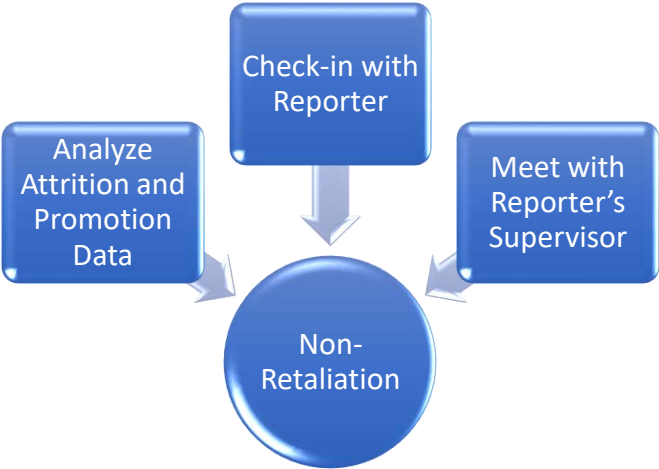 Check-in with
Reporter
Analyze
Attrition and
Promotion
Data
Meet with
Reporter’s
Supervisor
Non-
Retaliation